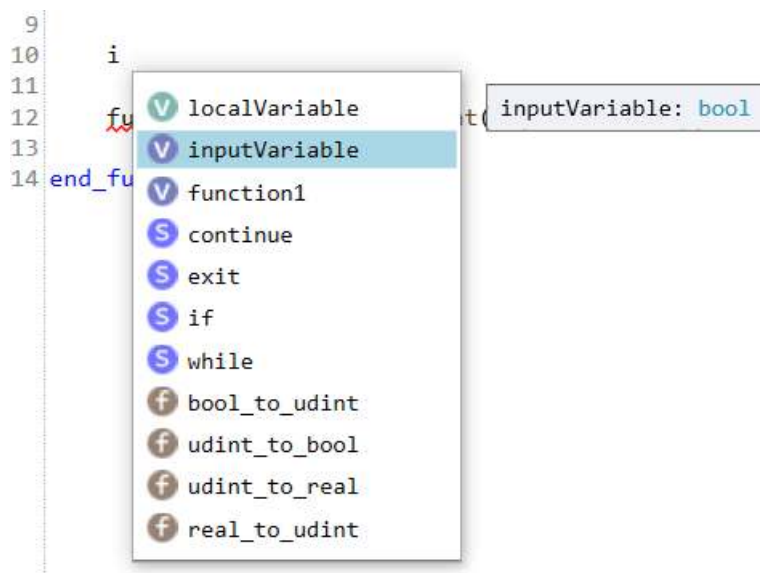 9
10 i
11
12 fu t(
13
14 end_fu
V localVariable
V inputVariable
V function1
S continue
S exit
S if
S while
f bool_to_udint
f udint_to_bool
f udint_to_real
f real_to_udint
inputVariable: bool